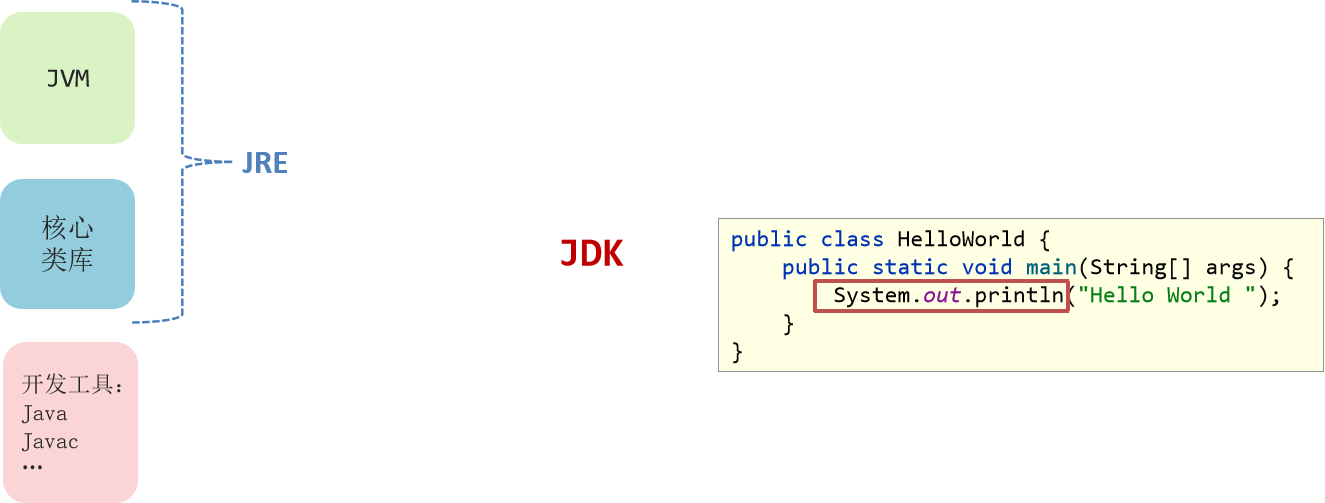 JVM
JRE
核心
类库
JDK
开发工具：
Java
Javac
…
public class HelloWorld {
    public static void main(String[] args) {
        System.out.println("Hello World ");
    }
}